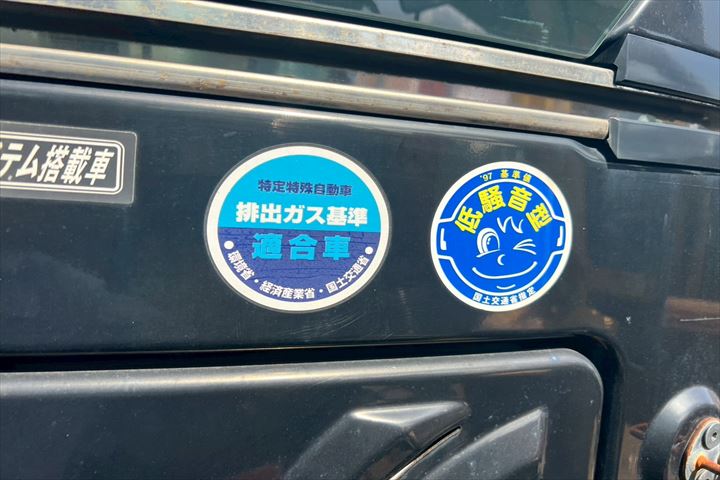 テム搭載車
特定特殊自動車
排出ガス基準
適合車
• 環境省・経済産業省・国土交通省 •
'97 基準値
低騒音型
国土交通省指定